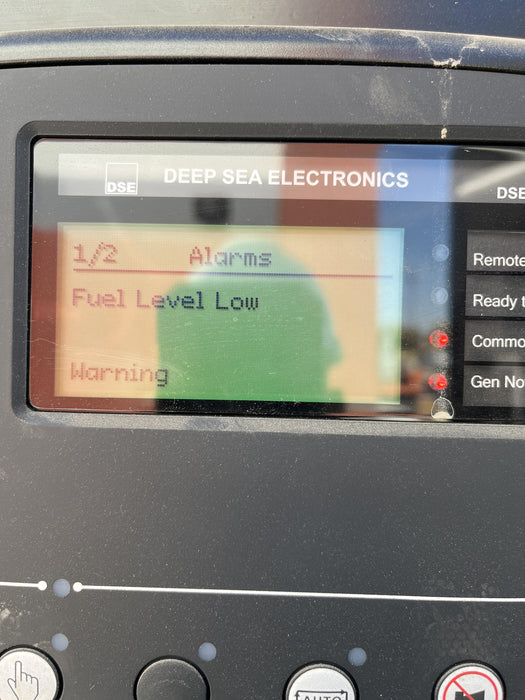 DSE
DEEP SEA ELECTRONICS
DSE
1/2 Alarms
Fuel Level Low
Warning
Remote
Ready t
Commo
Gen No
AUTO